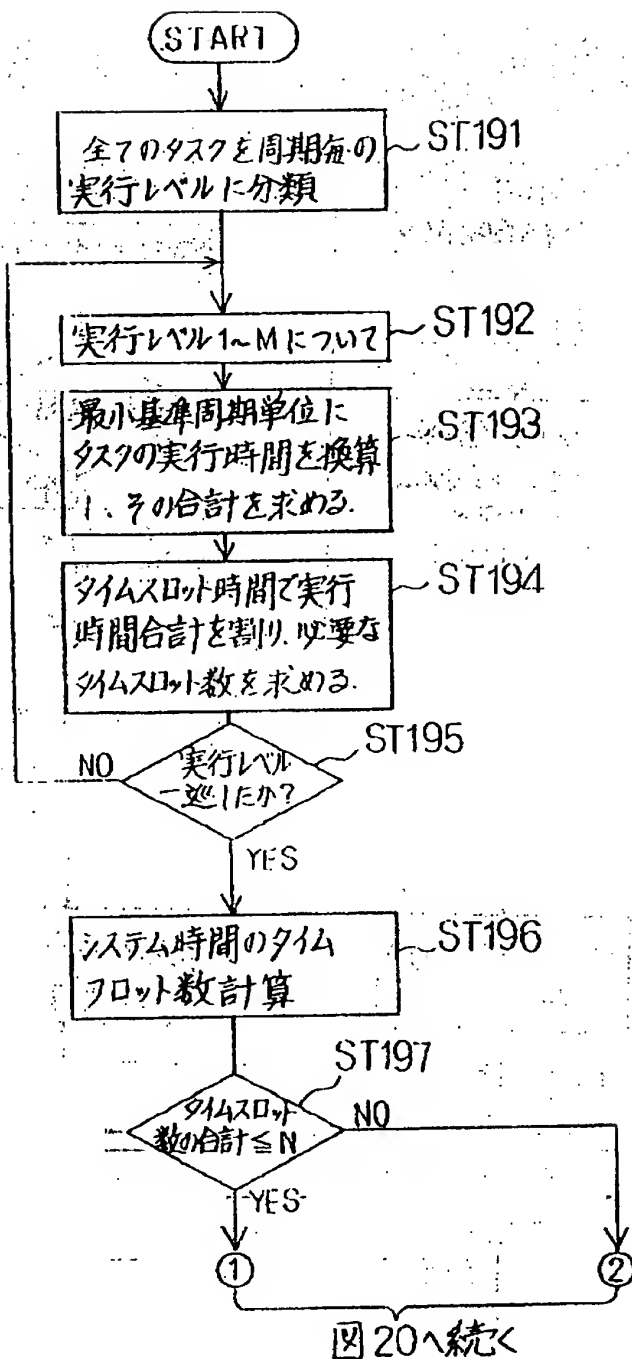 START
全てのタスクを周期毎の
実行レベルに分類
ST191
実行レベル1~Mについて
ST192
最小基準周期単位に
タスクの実行時間を換算
し、その合計を求める.
ST193
タイムスロット時間で実行
時間合計を割り、必要な
タイムスロット数を求める.
ST194
実行レベル
一巡したか?
ST195
NO
YES
システム時間のタイム
フロット数計算
ST196
タイムスロット
数の合計≦N
ST197
NO
YES
①
②
図20へ続く